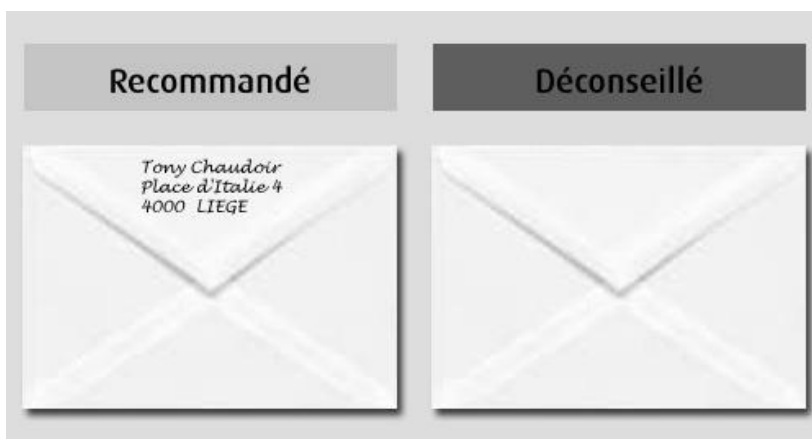 Recommandé
Déconseillé
Tony Chaudoir
Place d'Italie 4
4000 LIEGE